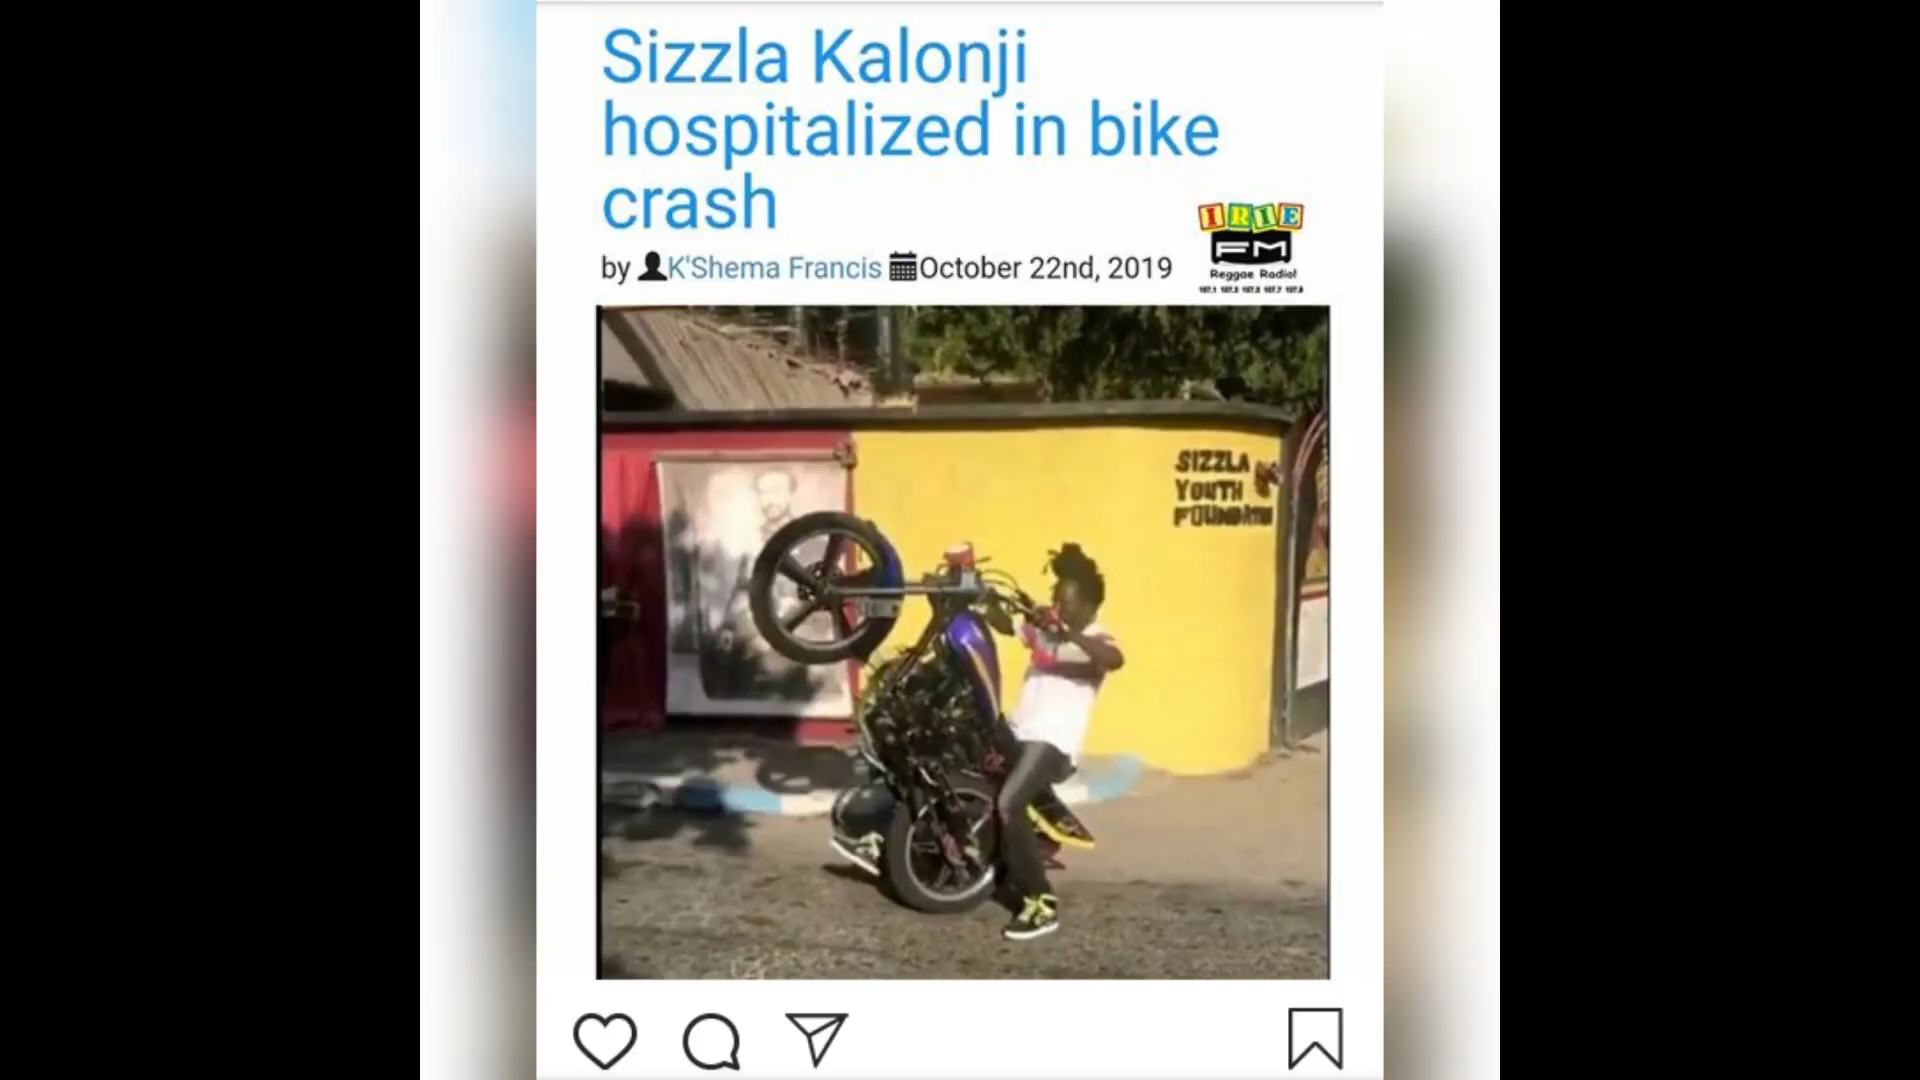 Sizzla Kalonji
hospitalized in bike
crash
by K'Shema Francis October 22nd, 2019
IRIE
FM
Reggae Radio!
SIZZLA
YOUTH